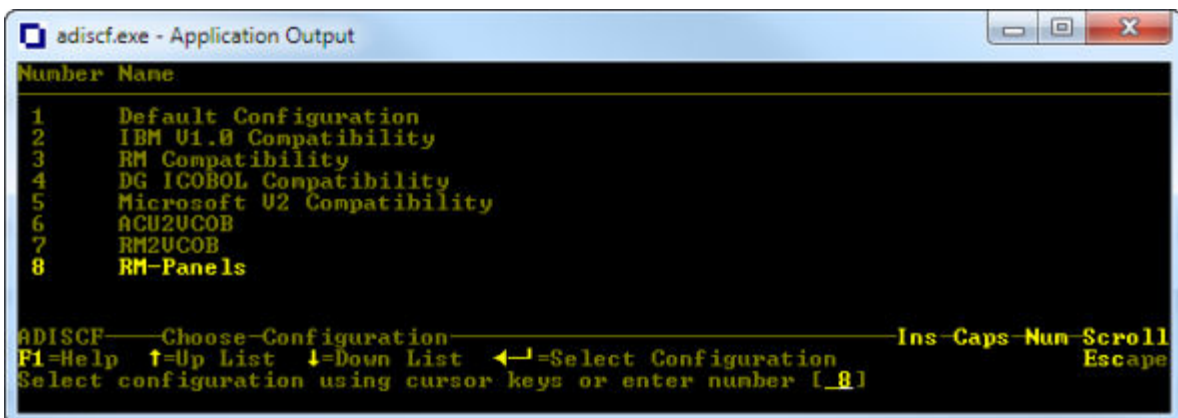 adiscf.exe - Application Output
Number Name
1 Default Configuration
2 IBM V1.0 Compatibility
3 RM Compatibility
4 DG ICOBOL Compatibility
5 Microsoft V2 Compatibility
6 ACU2VCOB
7 RM2VCOB
8 RM-Panels
ADISCF——Choose-Configuration——Ins-Caps-Num-Scroll
F1=Help ↑=Up List ↓=Down List ◄─┘=Select Configuration Escape
Select configuration using cursor keys or enter number [ 8]